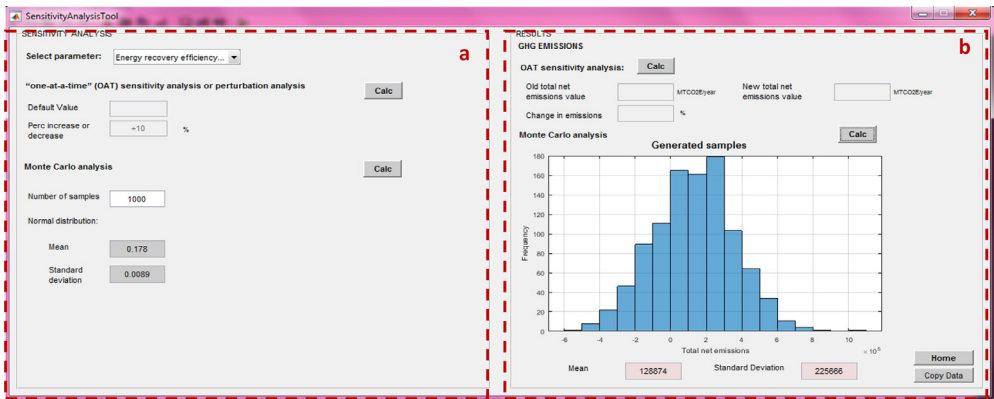 SensitivityAnalysisTool
SENSITIVITY ANALYSIS
a
Select parameter:
Energy recovery efficiency...
"one-at-a-time" (OAT) sensitivity analysis or perturbation analysis
Calc
Default Value
Perc increase or
decrease
+10
%
Monte Carlo analysis
Calc
Number of samples
1000
Normal distribution:
Mean
0.178
Standard
deviation
0.0089
RESULTS
b
GHG EMISSIONS
OAT sensitivity analysis:
Calc
Old total net
emissions value
MTCO2E/year
New total net
emissions value
MTCO2E/year
Change in emissions
%
Monte Carlo analysis
Calc
Generated samples
180
160
140
120
100
80
60
40
20
0
Frequency
-6 -4 -2 0 2 4 6 8 10
Total net emissions
Mean
128874
Standard Deviation
225666
Home
Copy Data